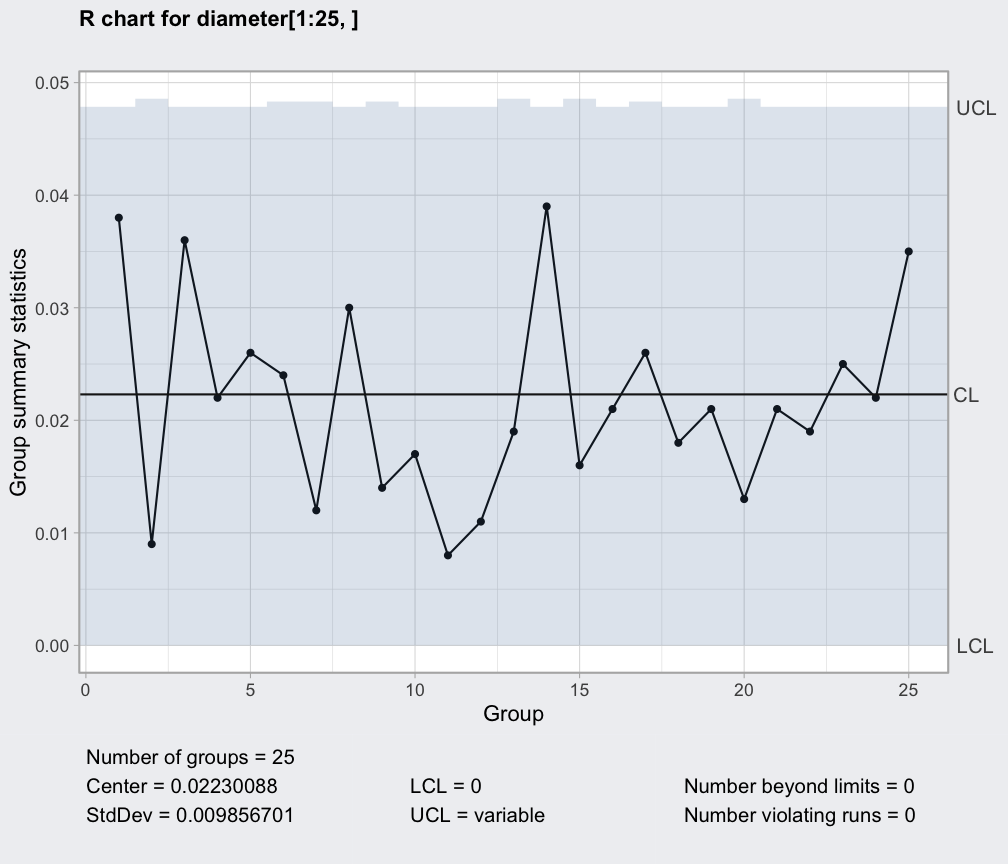 R chart for diameter[1:25, ]
0.05
UCL
0.04
0.03
Group summary statistics
CL
0.02
0.01
0.00
LCL
0 5 10 15 20 25
Group
Number of groups = 25
Center = 0.02230088 LCL = 0 Number beyond limits = 0
StdDev = 0.009856701 UCL = variable Number violating runs = 0